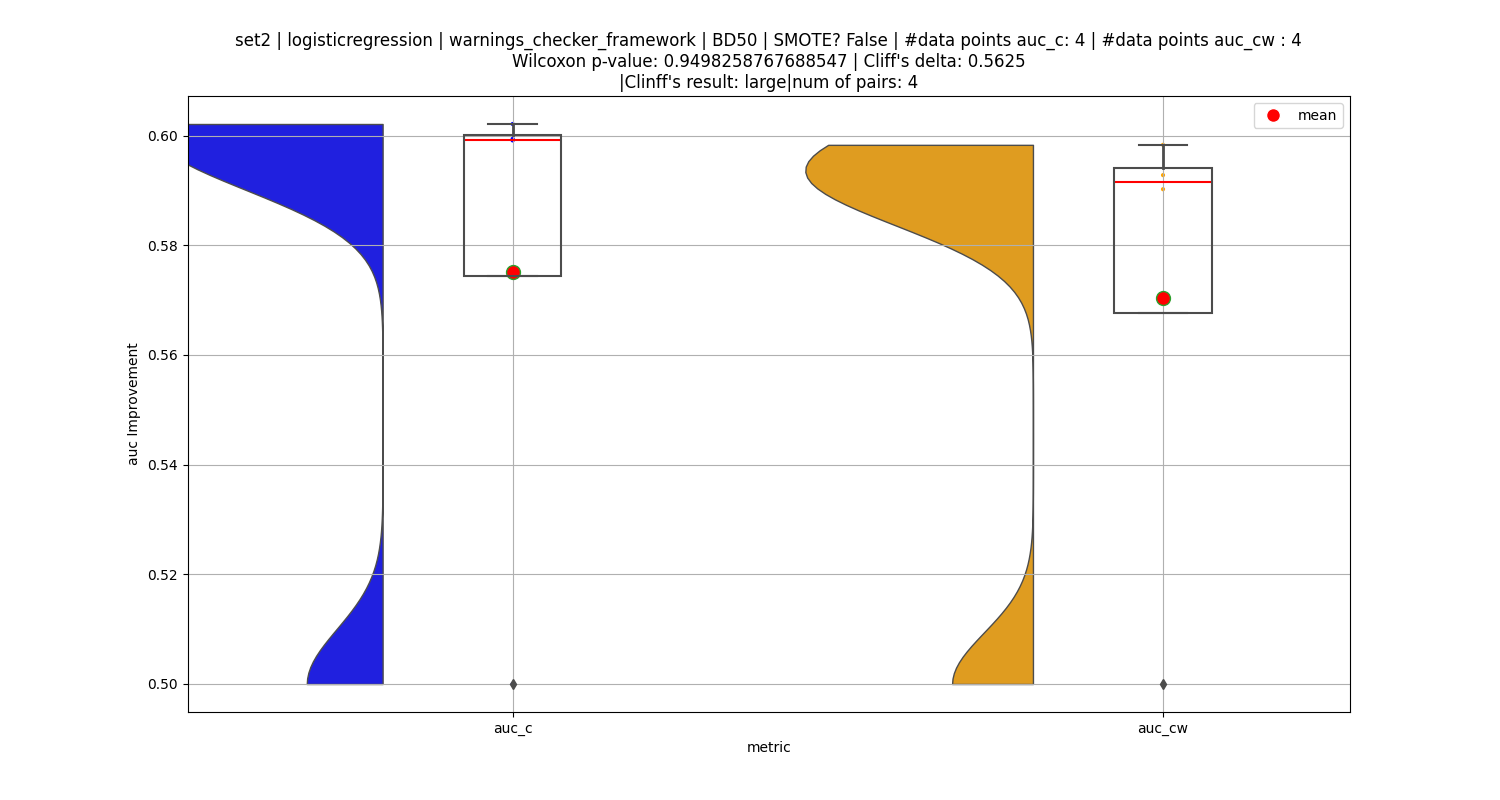 set2 | logisticregression | warnings_checker_framework | BD50 | SMOTE? False | #data points auc_c: 4 | #data points auc_cw : 4
Wilcoxon p-value: 0.9498258767688547 | Cliff's delta: 0.5625
|Clinff's result: large|num of pairs: 4
mean
0.60
0.58
0.56
0.54
0.52
0.50
auc Improvement
auc_c
auc_cw
metric